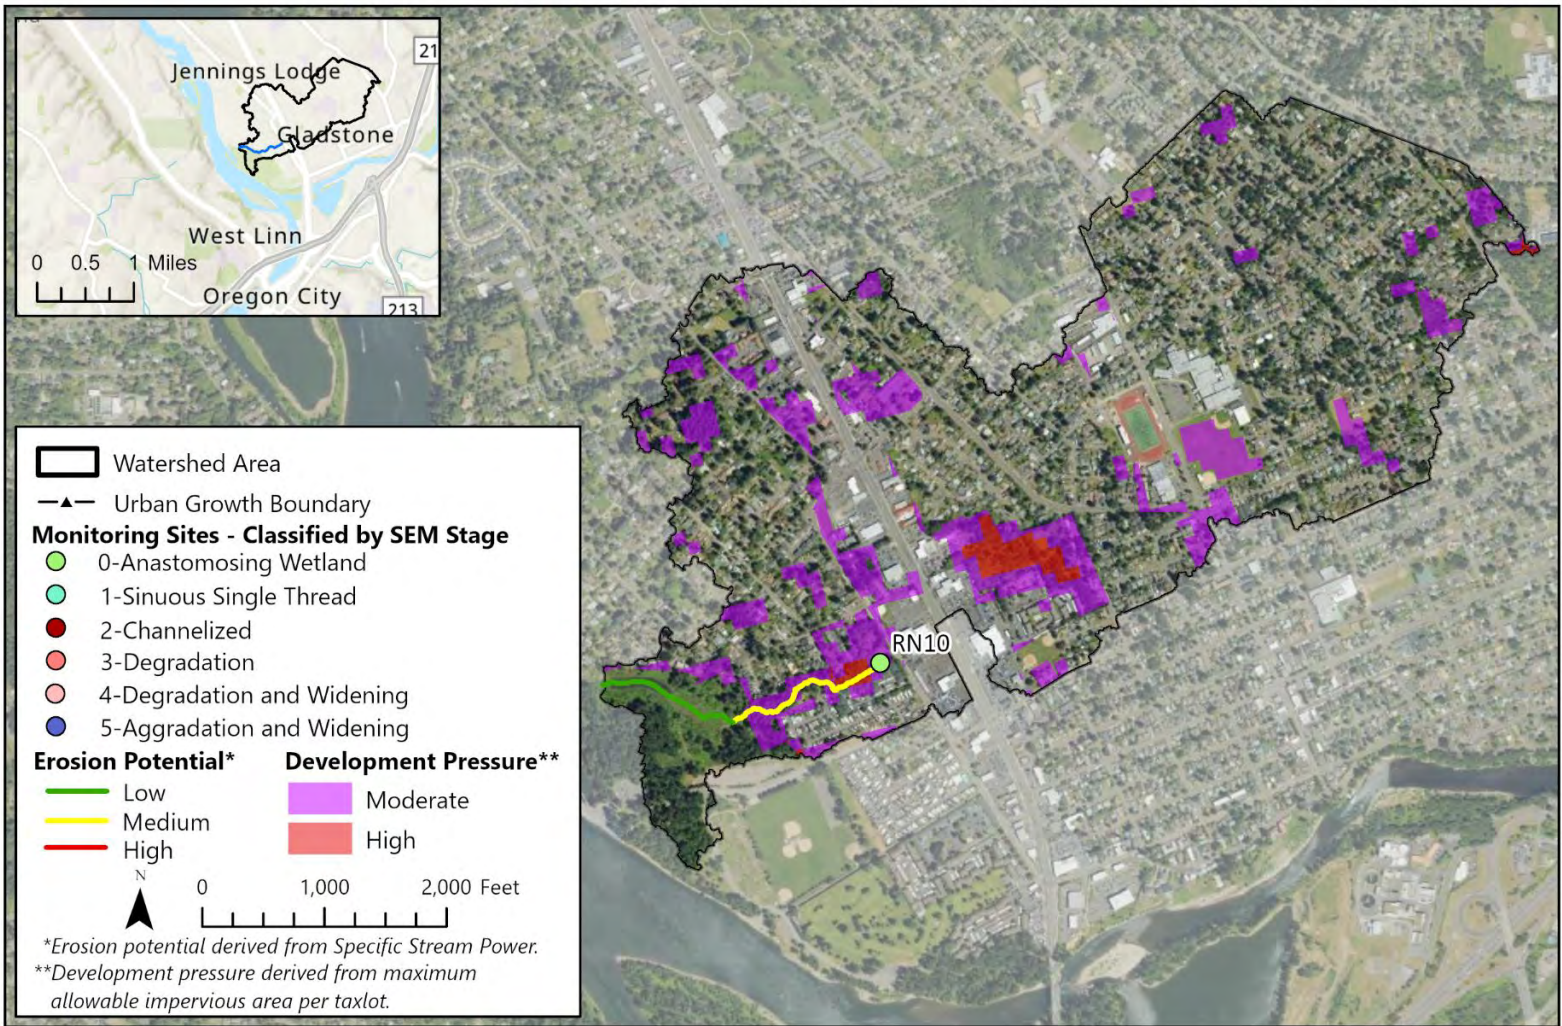 Jennings Lodge
21
Gladstone
West Linn
0 0.5 1 Miles
Oregon City
213
RN10
Watershed Area
Urban Growth Boundary
Monitoring Sites - Classified by SEM Stage
0-Anastomosing Wetland
1-Sinuous Single Thread
2-Channelized
3-Degradation
4-Degradation and Widening
5-Aggradation and Widening
Erosion Potential* Development Pressure**
Low
Medium
High
Moderate
High
N
0 1,000 2,000 Feet
*Erosion potential derived from Specific Stream Power.
**Development pressure derived from maximum
allowable impervious area per taxlot.